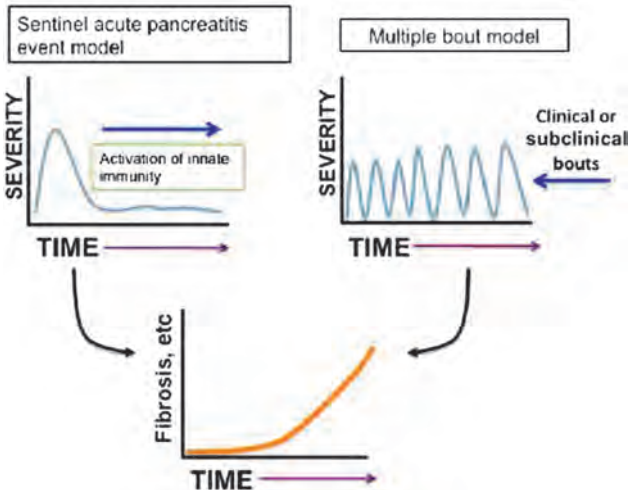 Sentinel acute pancreatitis
event model
Multiple bout model
SEVERITY
Activation of innate
immunity
TIME
SEVERITY
Clinical or
subclinical
bouts
TIME
Fibrosis, etc
TIME